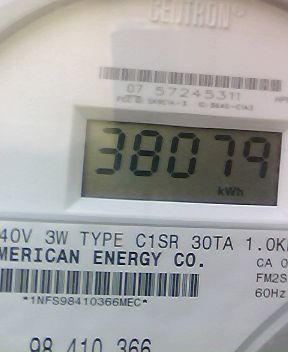 CENTRON®
07 57245311
38079
kWh
40V 3W TYPE C1SR 30TA 1.0K
MERICAN ENERGY CO.
CA 0
FM2S
60Hz
*1NFS98410366MEC*
98 410 366